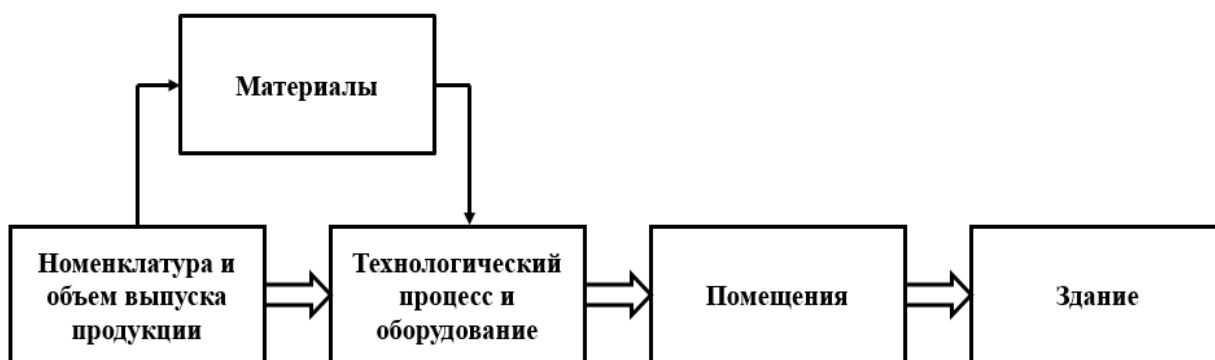 Материалы
Номенклатура и
объем выпуска
продукции
Технологический
процесс и
оборудование
Помещения
Здание